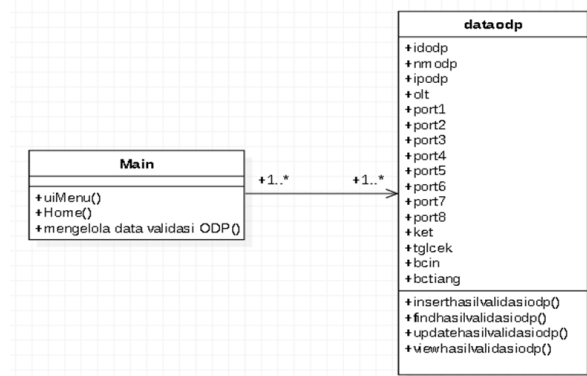 Main
+uiMenu()
+Home()
+mengelola data validasi ODP()
+1..*
+1..*
dataodp
+idodp
+nmodp
+ipodp
+olt
+port1
+port2
+port3
+port4
+port5
+port6
+port7
+port8
+ket
+tglcek
+bcin
+bctiang
+inserthasilvalidasiodp()
+findhasilvalidasiodp()
+updatehasilvalidasiodp()
+viewhasilvalidasiodp()